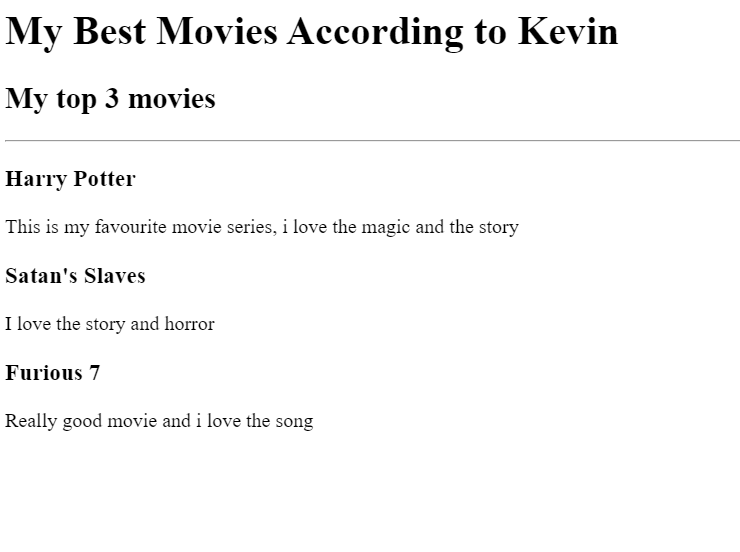 My Best Movies According to Kevin
My top 3 movies
Harry Potter
This is my favourite movie series, i love the magic and the story
Satan's Slaves
I love the story and horror
Furious 7
Really good movie and i love the song